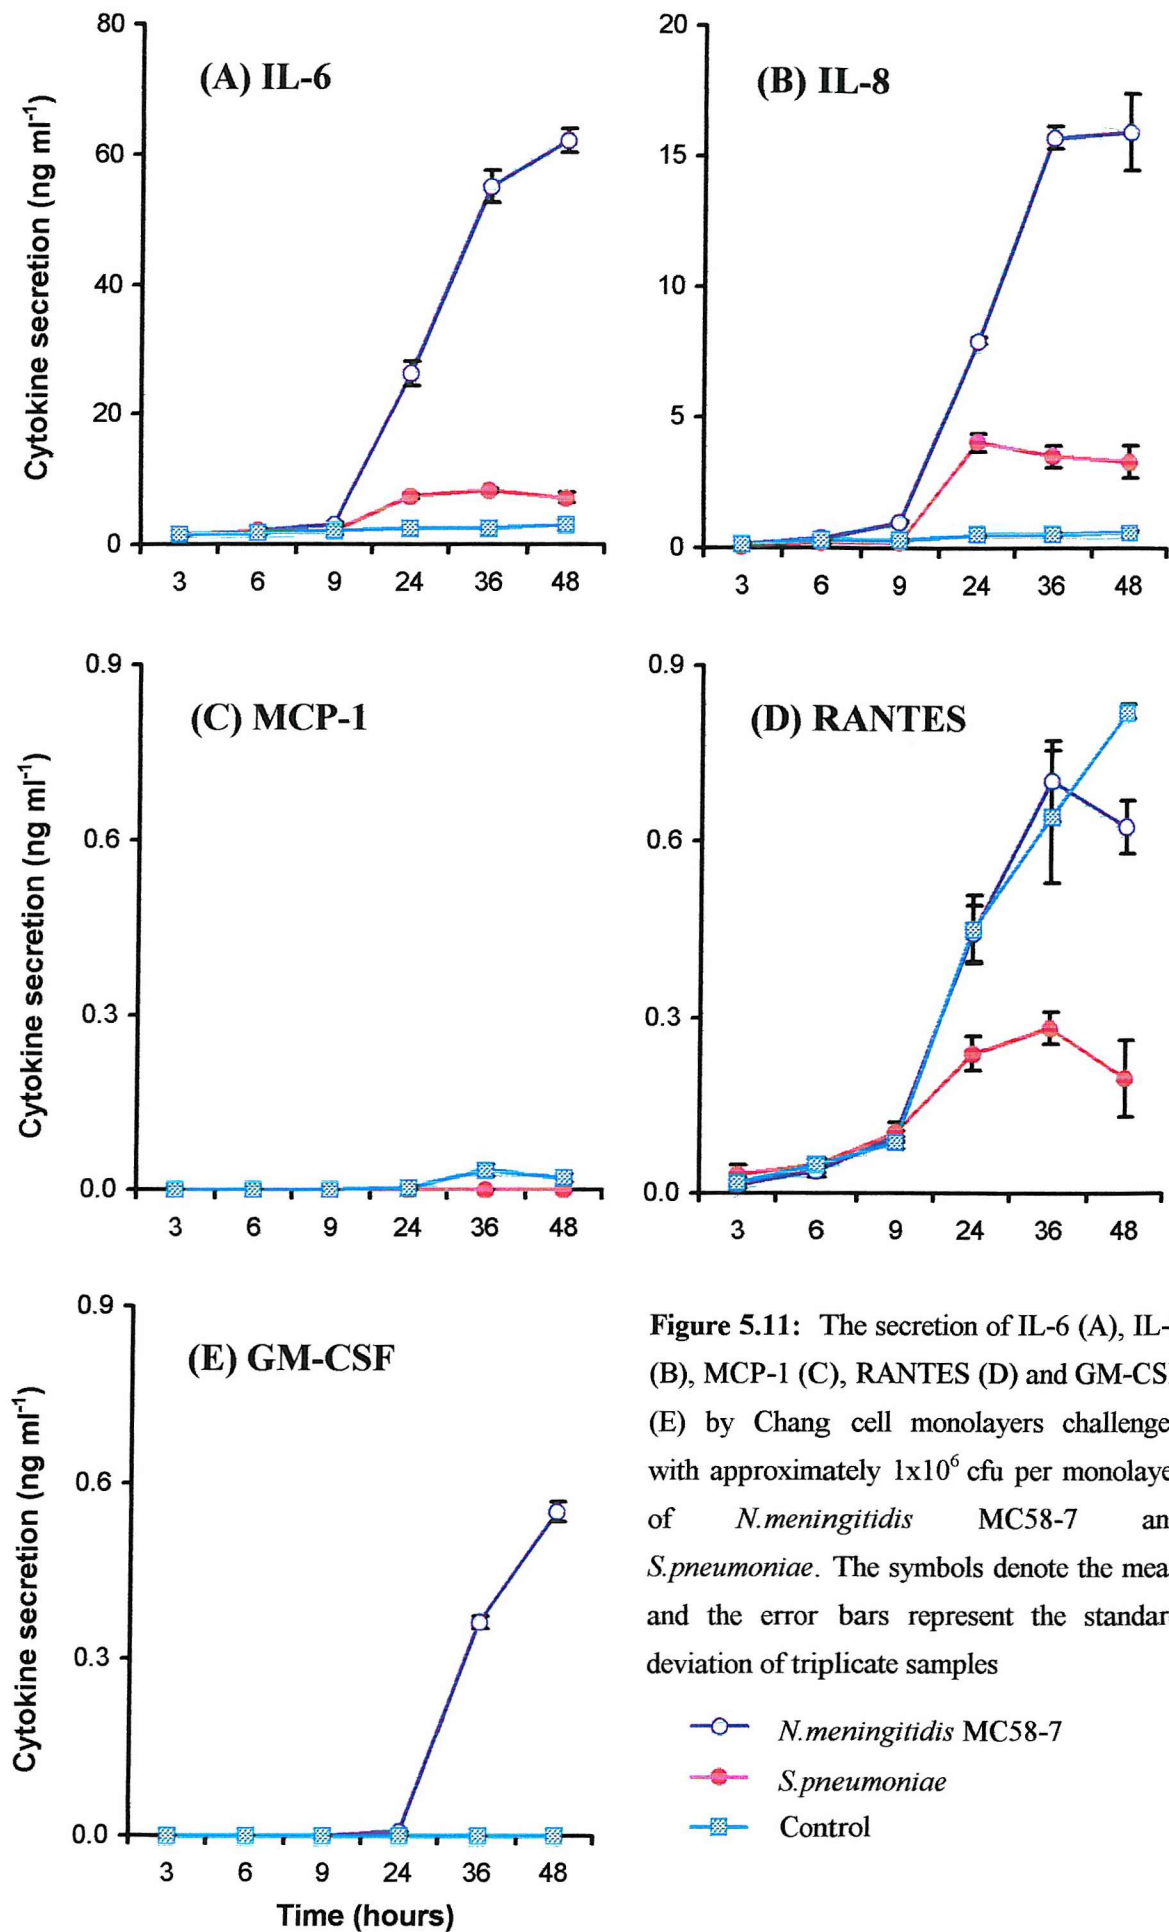 (A) IL-6
Cytokine secretion (ng ml⁻¹)
80
60
40
20
0
3 6 9 24 36 48
(B) IL-8
20
15
10
5
0
3 6 9 24 36 48
(C) MCP-1
Cytokine secretion (ng ml⁻¹)
0.9
0.6
0.3
0.0
3 6 9 24 36 48
(D) RANTES
0.9
0.6
0.3
0.0
3 6 9 24 36 48
(E) GM-CSF
Cytokine secretion (ng ml⁻¹)
0.9
0.6
0.3
0.0
3 6 9 24 36 48
Time (hours)
Figure 5.11: The secretion of IL-6 (A), IL-
(B), MCP-1 (C), RANTES (D) and GM-CS
(E) by Chang cell monolayers challenge
with approximately 1x10⁶ cfu per monolaye
of N.meningitidis MC58-7 an
S.pneumoniae. The symbols denote the mea
and the error bars represent the standar
deviation of triplicate samples
N.meningitidis MC58-7
S.pneumoniae
Control